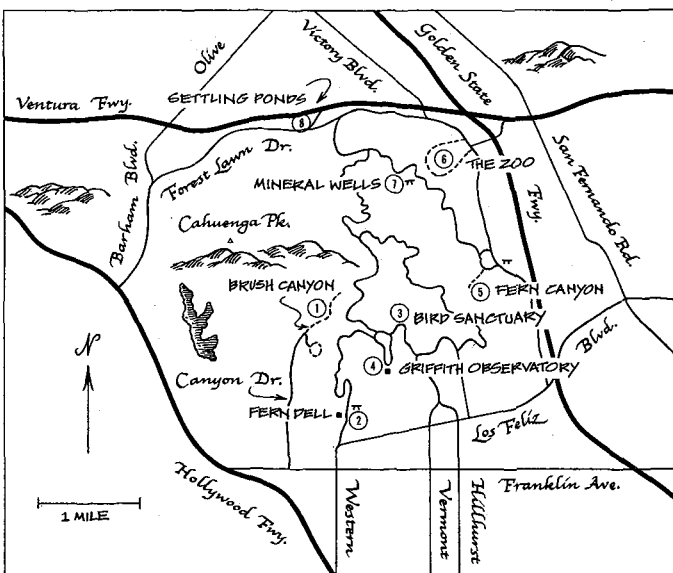 Olive
Victory Blvd.
Golden State
Ventura Fwy.
SETTLING PONDS
8
Forest Lawn Dr.
Barham Blvd.
6
THE ZOO
San Fernando Rd.
MINERAL WELLS
7
Fwy.
Cahuenga Pk.
BRUSH CANYON
1
5
FERN CANYON
3
BIRD SANCTUARY
Blvd.
N
4
GRIFFITH OBSERVATORY
Canyon Dr.
FERN DELL
2
Los Feliz
Hollywood Fwy.
Franklin Ave.
1 MILE
Western
Vermont
Hillhurst